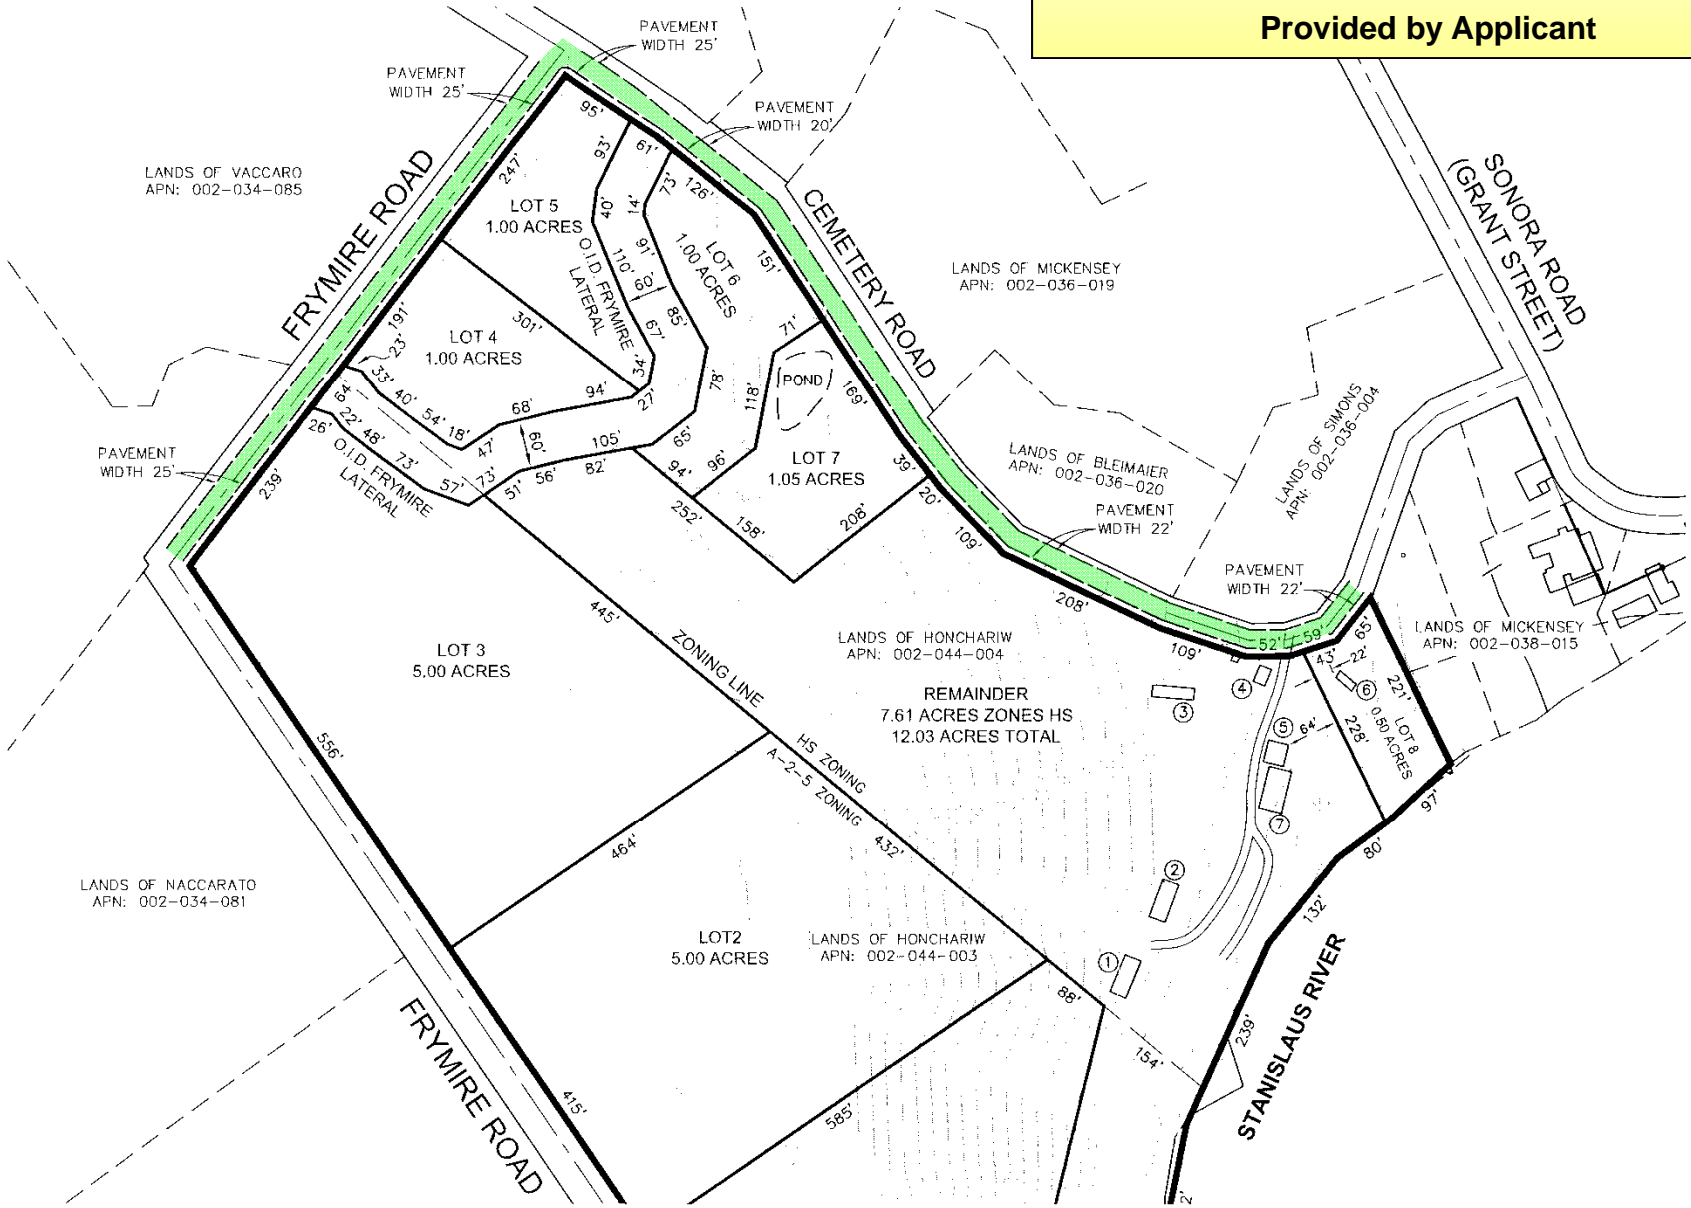 Provided by Applicant
PAVEMENT
WIDTH 25'
PAVEMENT
WIDTH 25'
PAVEMENT
WIDTH 20'
LANDS OF VACCARO
APN: 002-034-085
FRYMIRE ROAD
CEMETERY ROAD
SONORA ROAD
(GRANT STREET)
95'
61'
126'
93'
73'
247'
40'
14'
LOT 5
1.00 ACRES
91'
110'
60'
O.I.D. FRYMIRE
LATERAL
LOT 6
1.00 ACRES
151'
LANDS OF MICKENSEY
APN: 002-036-019
191'
301'
67'
85'
71'
23'
LOT 4
1.00 ACRES
34'
POND
33'
40'
54'
18'
94'
27'
78'
118'
169'
64'
68'
47'
26'
22'
48'
73'
60'
105'
65'
O.I.D. FRYMIRE
LATERAL
57'
73'
51'
56'
82'
94'
96'
LOT 7
1.05 ACRES
39'
20'
PAVEMENT
WIDTH 25'
239'
252'
158'
208'
109'
LANDS OF BLEIMAIER
APN: 002-036-020
LANDS OF SIMONS
APN: 002-036-004
PAVEMENT
WIDTH 22'
PAVEMENT
WIDTH 22'
208'
445'
ZONING LINE
LOT 3
5.00 ACRES
LANDS OF HONCHARIW
APN: 002-044-004
109'
52'
59'
65'
43'
22'
LANDS OF MICKENSEY
APN: 002-038-015
REMAINDER
7.61 ACRES ZONES HS
12.03 ACRES TOTAL
3
4
6
221'
5
64'
228'
LOT 8
0.50 ACRES
556'
HS ZONING
A-2-5 ZONING
7
97'
464'
432'
80'
2
132'
LANDS OF NACCARATO
APN: 002-034-081
LOT2
5.00 ACRES
LANDS OF HONCHARIW
APN: 002-044-003
1
88'
154'
239'
STANISLAUS RIVER
FRYMIRE ROAD
415'
585'